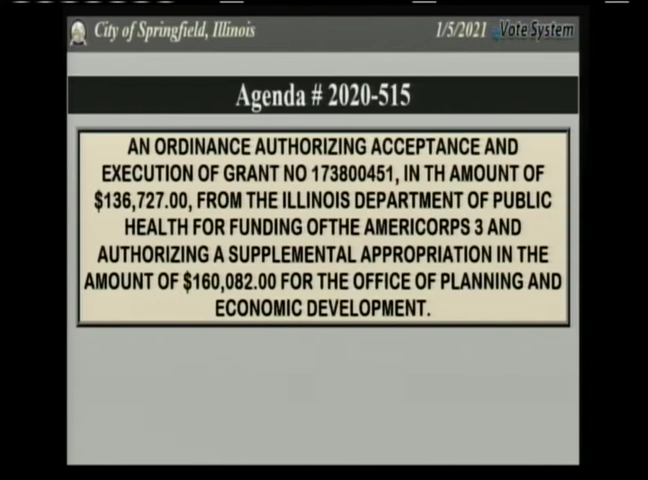 City of Springfield, Illinois
1/5/2021 eVote System
Agenda # 2020-515
AN ORDINANCE AUTHORIZING ACCEPTANCE AND
EXECUTION OF GRANT NO 173800451, IN TH AMOUNT OF
$136,727.00, FROM THE ILLINOIS DEPARTMENT OF PUBLIC
HEALTH FOR FUNDING OFTHE AMERICORPS 3 AND
AUTHORIZING A SUPPLEMENTAL APPROPRIATION IN THE
AMOUNT OF $160,082.00 FOR THE OFFICE OF PLANNING AND
ECONOMIC DEVELOPMENT.